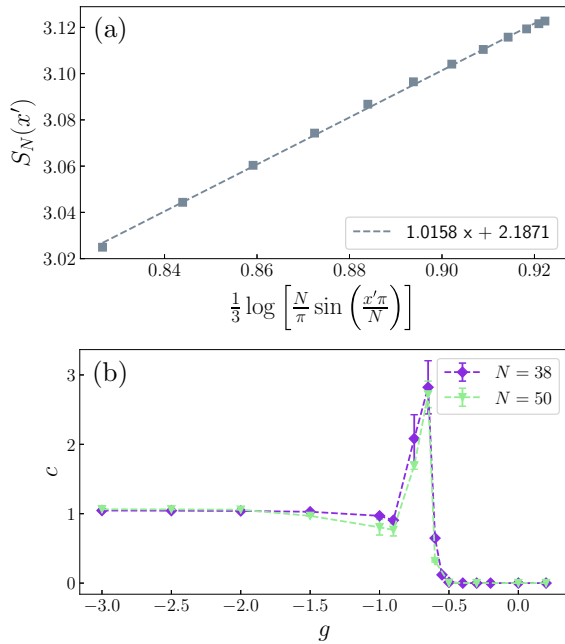 (a)
3.12
3.10
3.08
3.06
3.04
3.02
S_N(x′)
1.0158 x + 2.1871
0.84 0.86 0.88 0.90 0.92
1/3 log [N/π sin (x′π/N)]
(b)
3
2
1
0
c
N = 38
N = 50
−3.0 −2.5 −2.0 −1.5 −1.0 −0.5 0.0
g